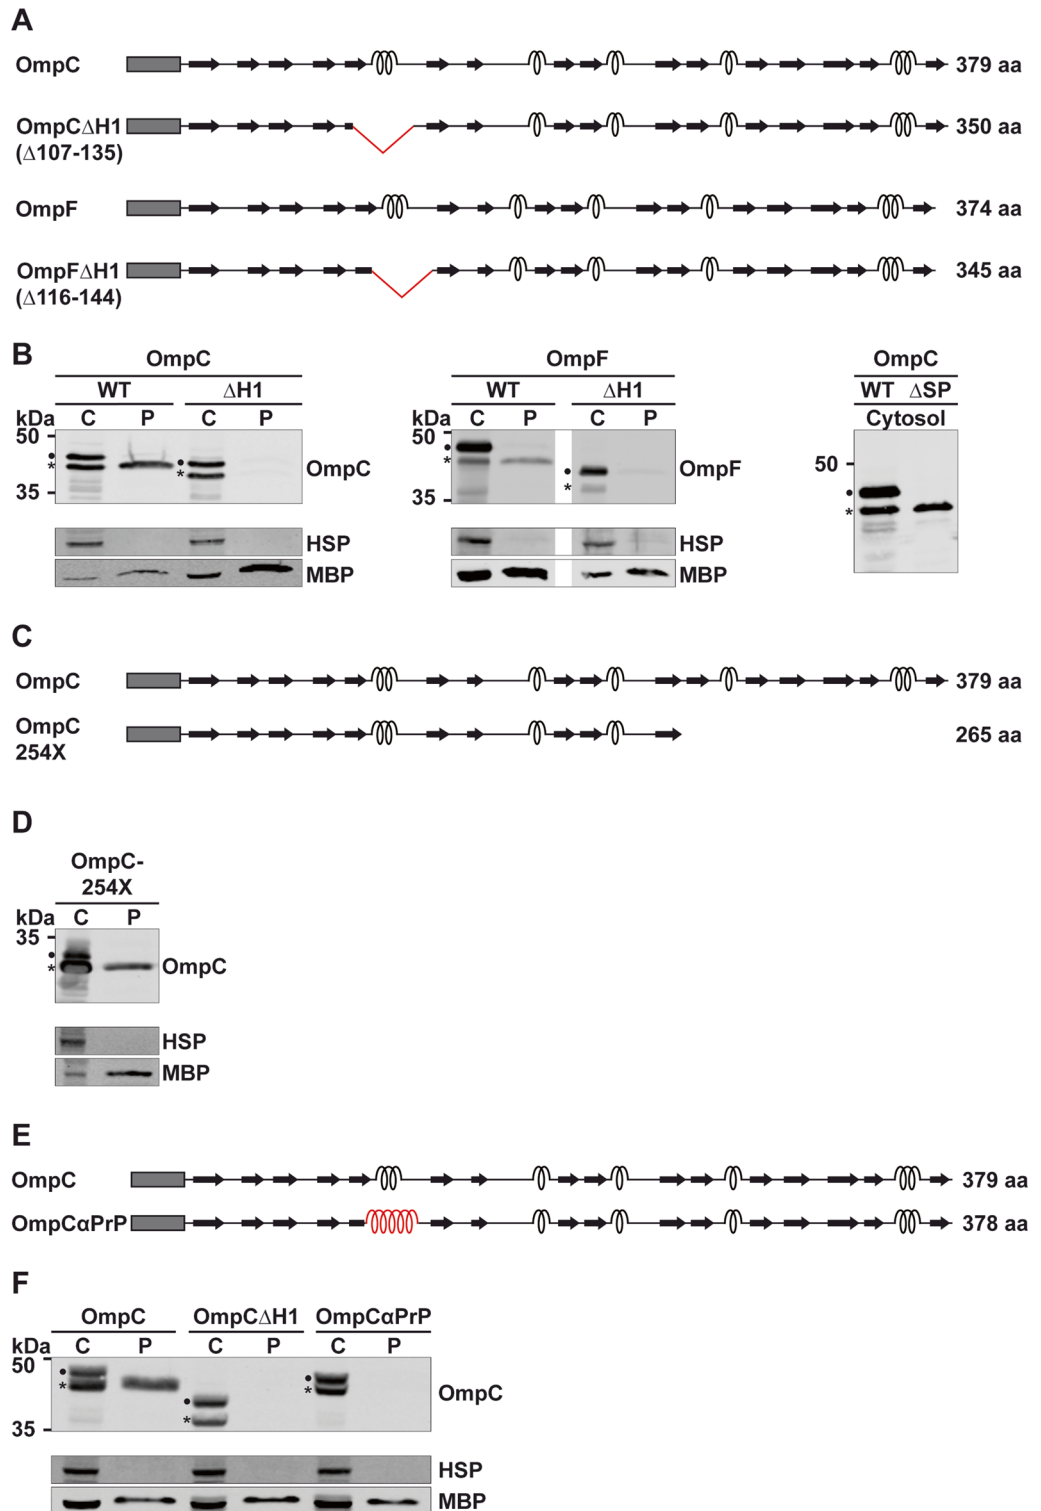 A
OmpC 379 aa
OmpCΔH1 350 aa
(Δ107-135)
OmpF 374 aa
OmpFΔH1 345 aa
(Δ116-144)
B
OmpC
WT ΔH1
kDa C P C P
50
•
* • OmpC
*
35
HSP
MBP
OmpF
WT ΔH1
kDa C P C P
50
•
* • OmpF
*
35
HSP
MBP
OmpC
WT ΔSP
Cytosol
50
•
*
C
OmpC 379 aa
OmpC
254X 265 aa
D
OmpC-
254X
kDa C P
35
•
* OmpC
HSP
MBP
E
OmpC 379 aa
OmpCαPrP 378 aa
F
OmpC OmpCΔH1 OmpCαPrP
kDa C P C P C P
50
• •
* * OmpC
•
*
35
HSP
MBP